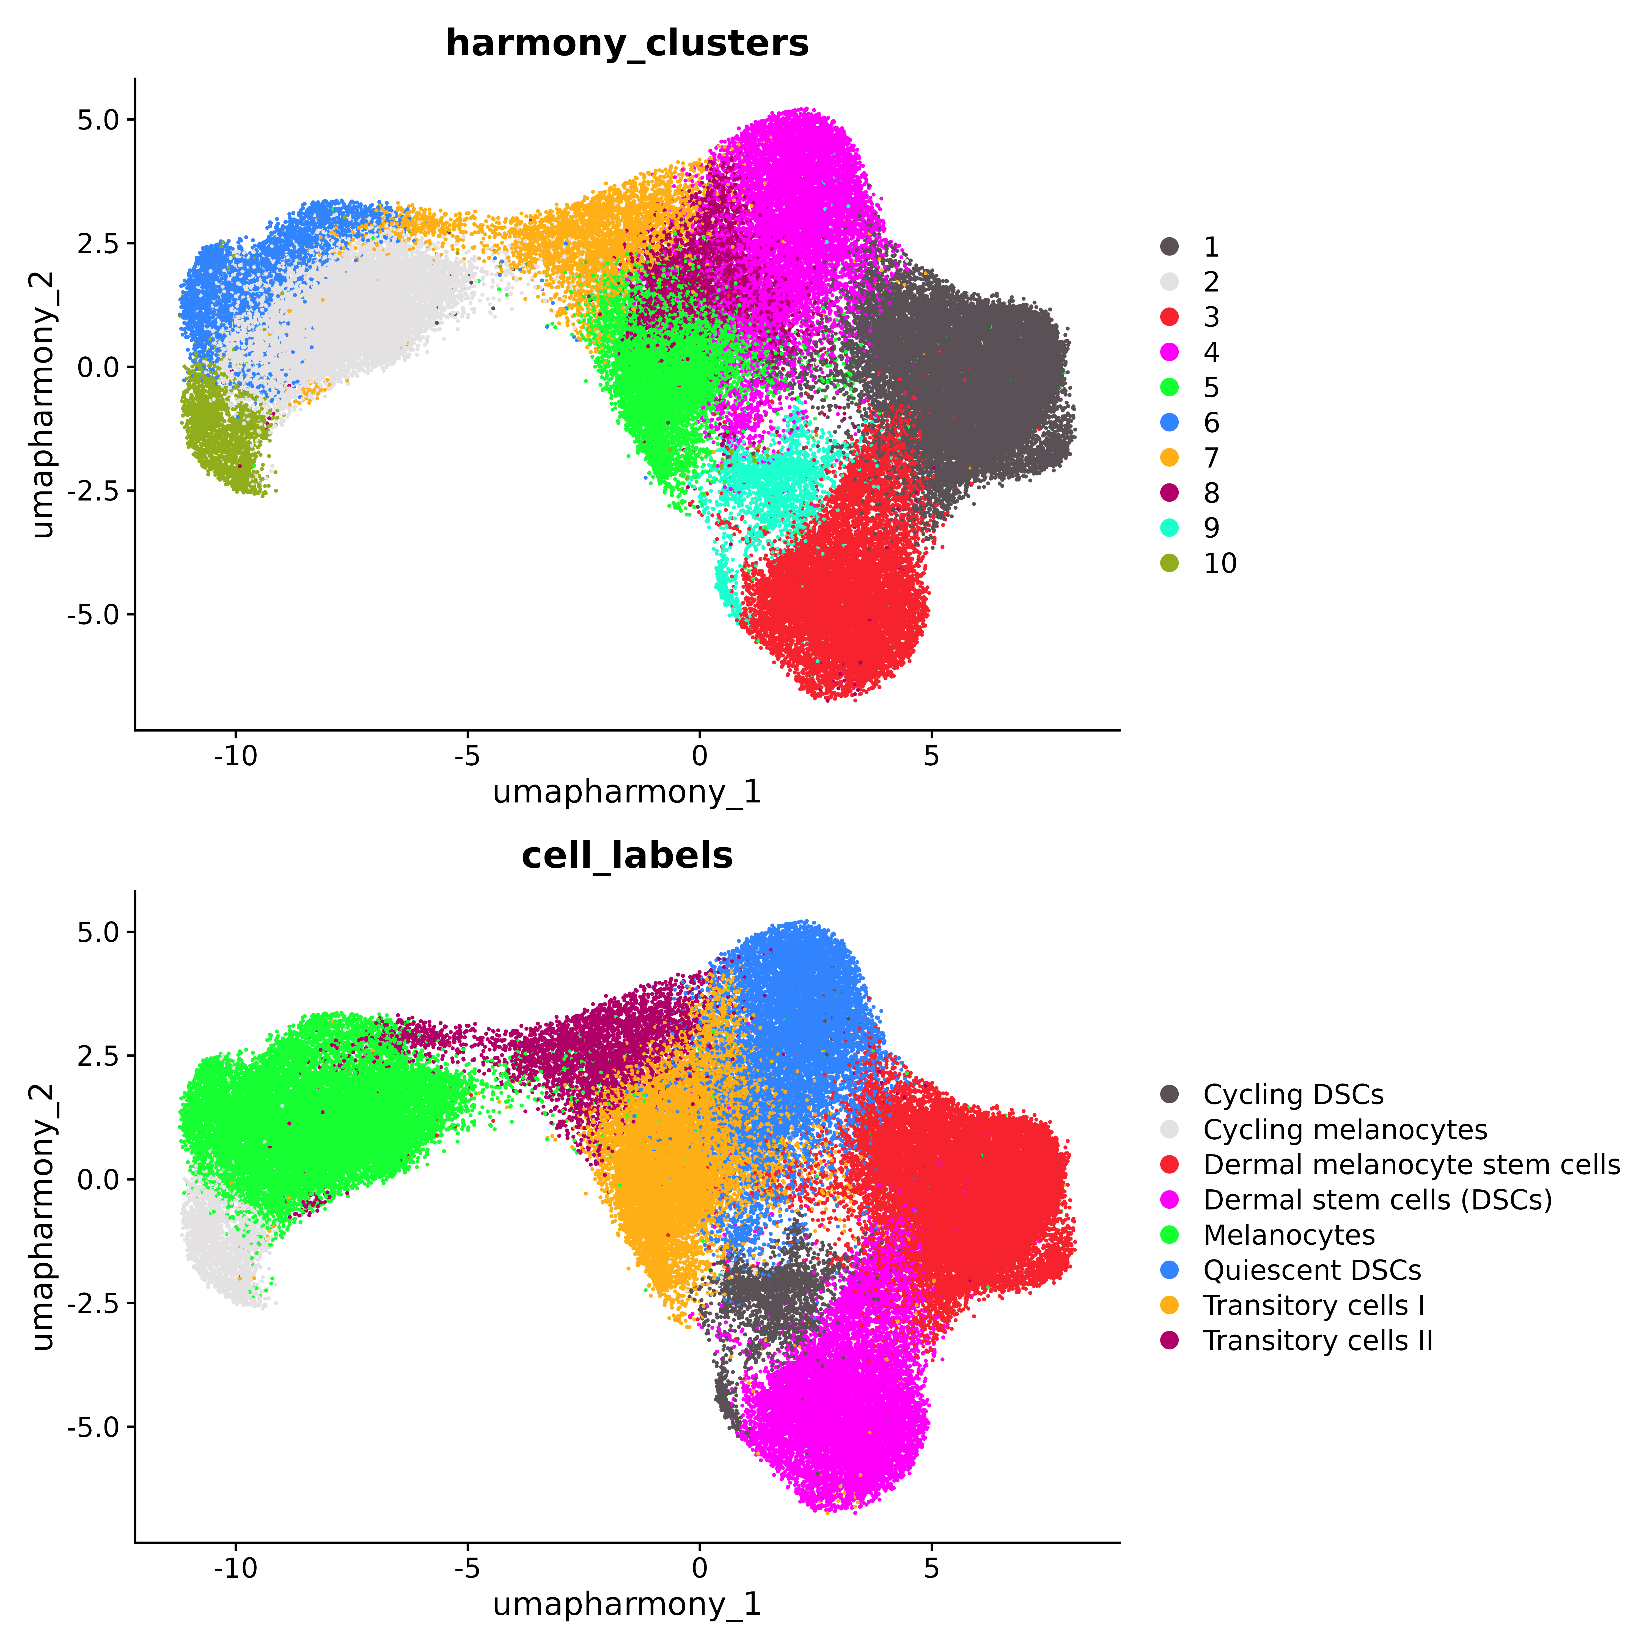 harmony_clusters
5.0
2.5
0.0
-2.5
-5.0
umapharmony_2
-10
-5
0
5
umapharmony_1
1
2
3
4
5
6
7
8
9
10
cell_labels
5.0
2.5
0.0
-2.5
-5.0
umapharmony_2
-10
-5
0
5
umapharmony_1
Cycling DSCs
Cycling melanocytes
Dermal melanocyte stem cells
Dermal stem cells (DSCs)
Melanocytes
Quiescent DSCs
Transitory cells I
Transitory cells II